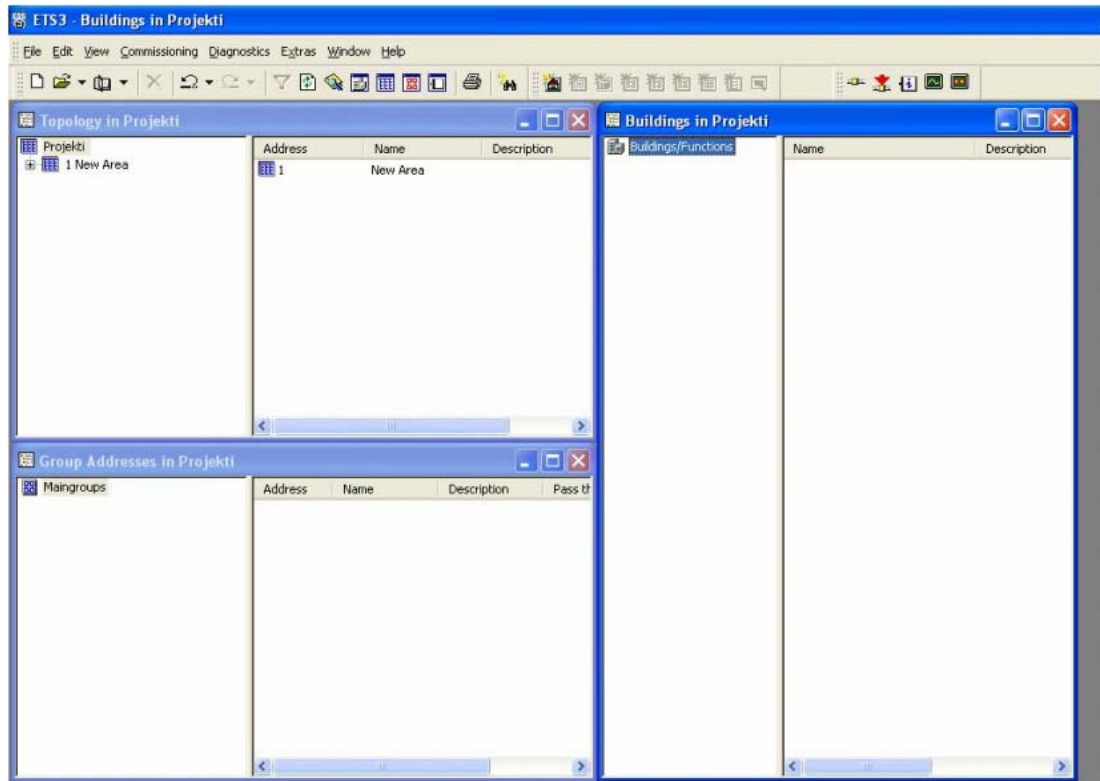 ETS3 - Buildings in Projekti
File Edit View Commissioning Diagnostics Extras Window Help
Topology in Projekti
Projekti
1 New Area
Address Name Description
1 New Area
Buildings in Projekti
Buildings/Functions
Name Description
Group Addresses in Projekti
Maingroups
Address Name Description Pass th